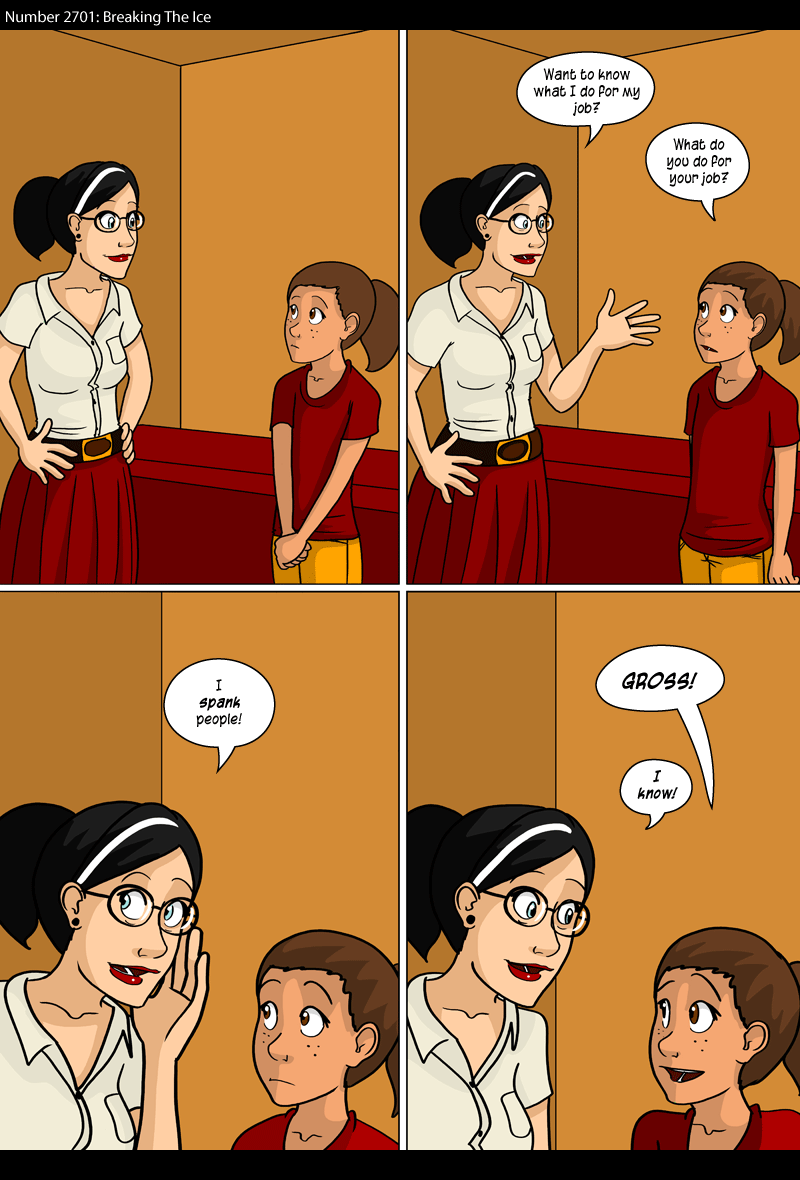 Number 2701: Breaking The Ice
Want to know
what I do for my
job?
What do
you do for
your job?
I
spank
people!
GROSS!
I
know!